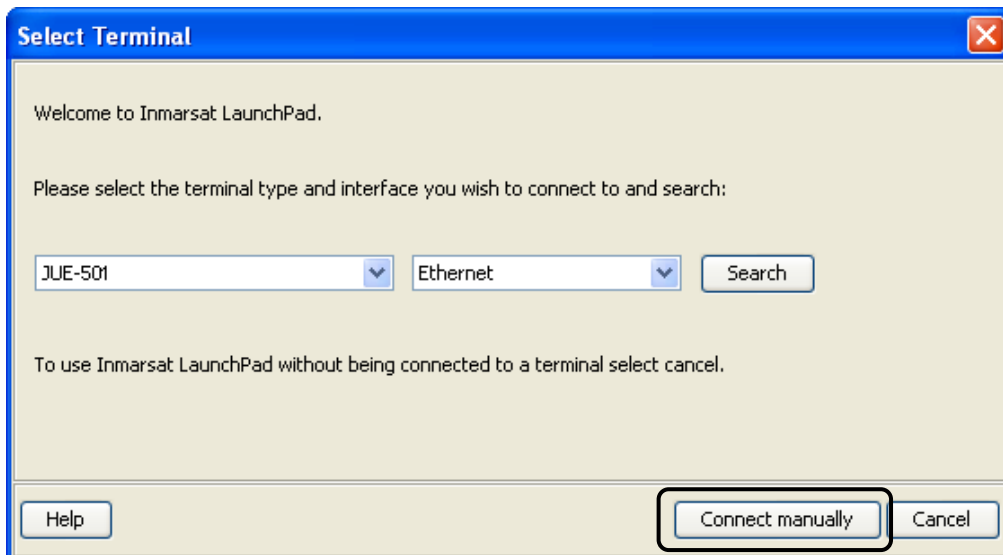 Select Terminal
Welcome to Inmarsat LaunchPad.
Please select the terminal type and interface you wish to connect to and search:
JUE-501 Ethernet Search
To use Inmarsat LaunchPad without being connected to a terminal select cancel.
Help Connect manually Cancel